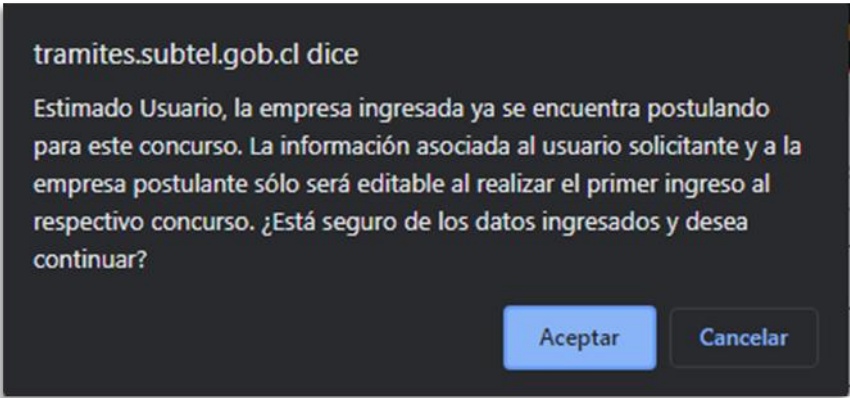 tramites.subtel.gob.cl dice
Estimado Usuario, la empresa ingresada ya se encuentra postulando
para este concurso. La información asociada al usuario solicitante y a la
empresa postulante sólo será editable al realizar el primer ingreso al
respectivo concurso. ¿Está seguro de los datos ingresados y desea
continuar?
Aceptar
Cancelar